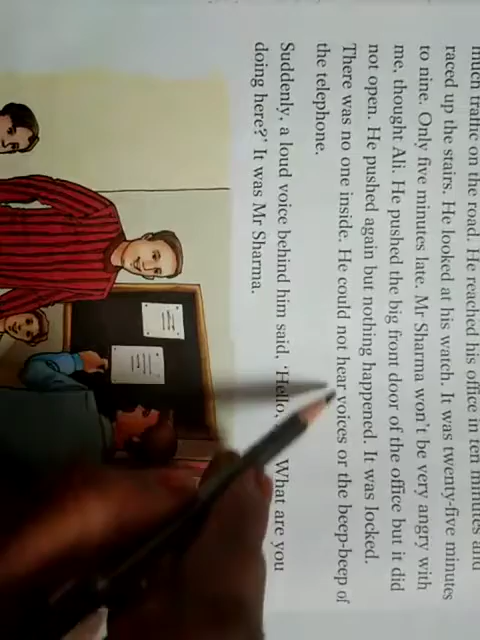 much traffic on the road. He reached his office in ten minutes and
raced up the stairs. He looked at his watch. It was twenty-five minutes
to nine. Only five minutes late. Mr Sharma won't be very angry with
me, thought Ali. He pushed the big front door of the office but it did
not open. He pushed again but nothing happened. It was locked.
There was no one inside. He could not hear voices or the beep-beep of
the telephone.
Suddenly, a loud voice behind him said, 'Hello, What are you
doing here?' It was Mr Sharma.